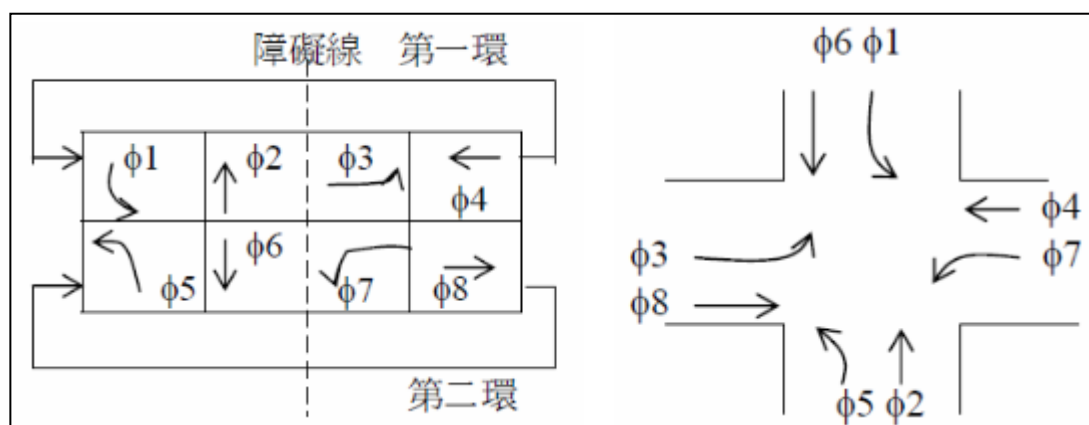 障礙線 第一環
ϕ1 ϕ2 ϕ3 ϕ4
ϕ5 ϕ6 ϕ7 ϕ8
第二環
ϕ6 ϕ1
ϕ4
ϕ3 ϕ7
ϕ8
ϕ5 ϕ2